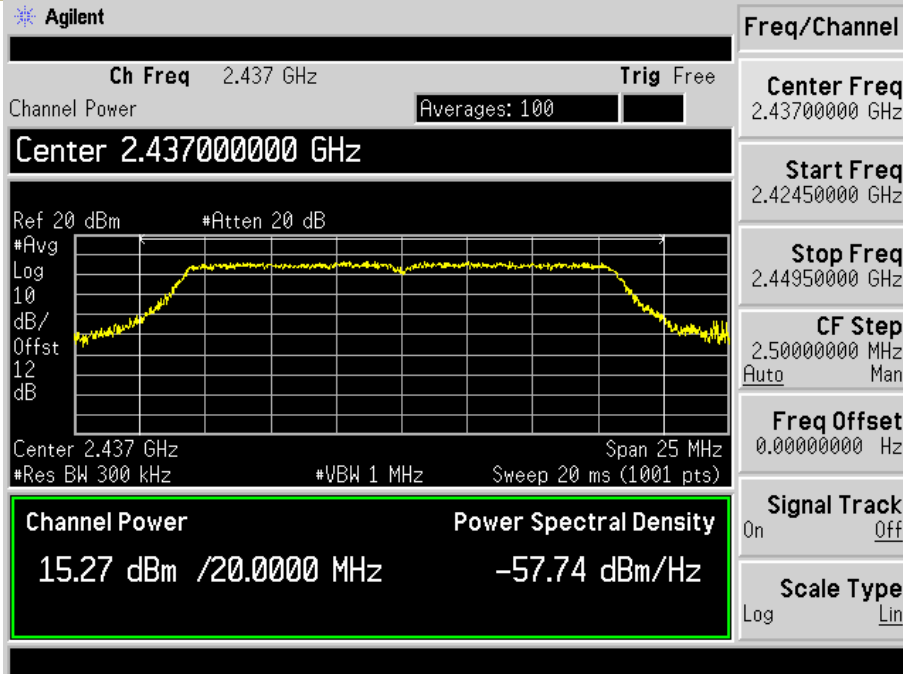 Agilent
Ch Freq 2.437 GHz Trig Free
Channel Power Averages: 100
Center 2.437000000 GHz
Ref 20 dBm #Atten 20 dB
#Avg
Log
10
dB/
Offst
12
dB
Center 2.437 GHz Span 25 MHz
#Res BW 300 kHz #VBW 1 MHz Sweep 20 ms (1001 pts)
Channel Power Power Spectral Density
15.27 dBm /20.0000 MHz -57.74 dBm/Hz
Freq/Channel
Center Freq
2.43700000 GHz
Start Freq
2.42450000 GHz
Stop Freq
2.44950000 GHz
CF Step
2.50000000 MHz
Auto Man
Freq Offset
0.00000000 Hz
Signal Track
On Off
Scale Type
Log Lin